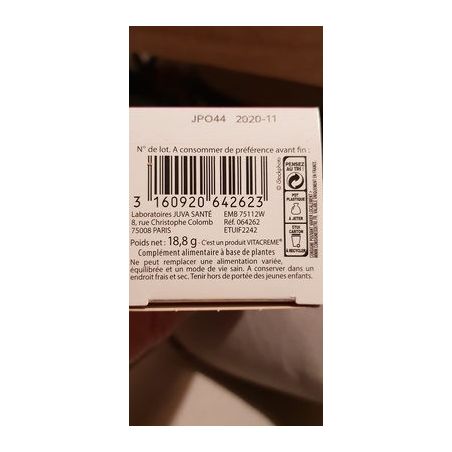 JPO44 2020-11
N° de lot. A consommer de préférence avant fin :
3 160920 642623
Laboratoires JUVA SANTÉ
8, rue Christophe Colomb
75008 PARIS
EMB 75112W
Réf. 064262
ETUIF2242
Poids net : 18,8 g - C'est un produit VITACREME®
Complément alimentaire à base de plantes
Ne peut remplacer une alimentation variée,
équilibrée et un mode de vie sain. A conserver dans un
endroit frais et sec. Tenir hors de portée des jeunes enfants.
© iStockphoto
PENSEZ
AU TRI !
POT
PLASTIQUE
À JETER
ÉTUI
CARTON
À RECYCLER